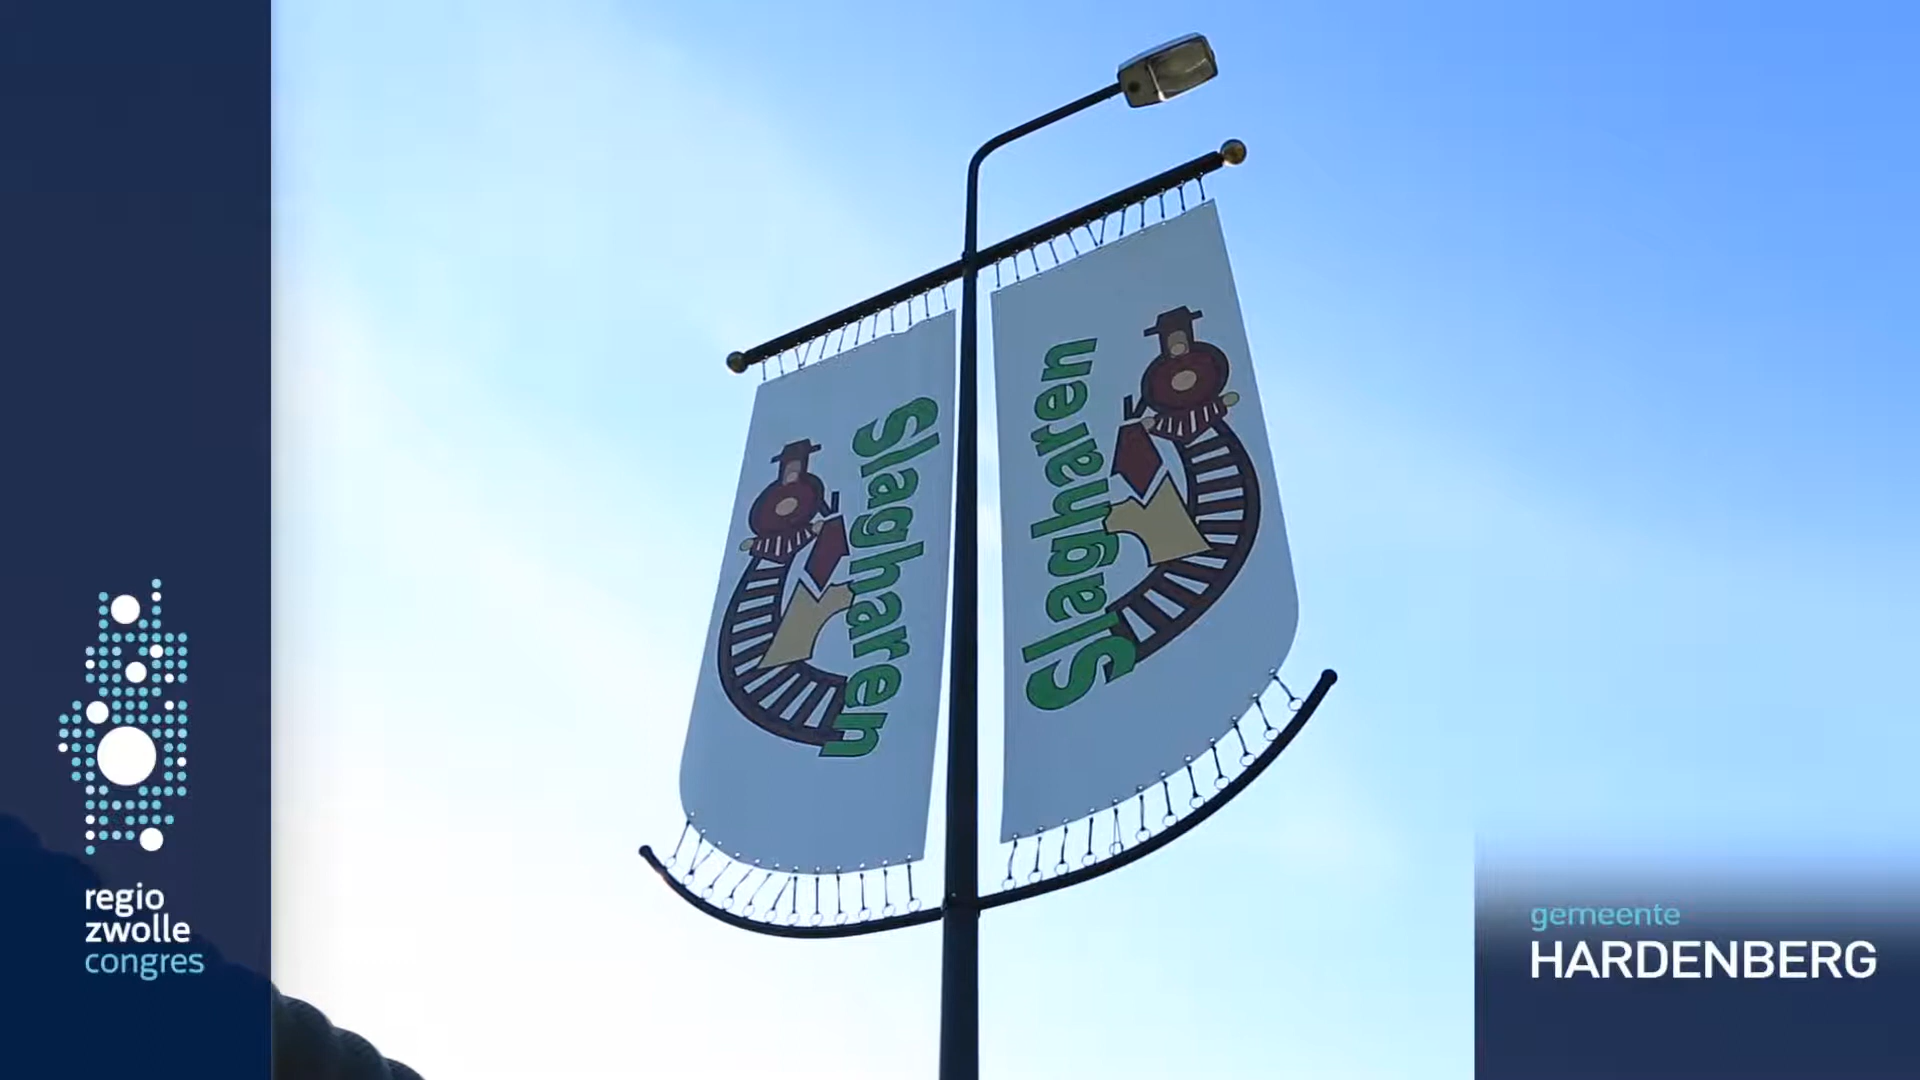 Slagharen
Slagharen
regio
zwolle
congres
gemeente
HARDENBERG